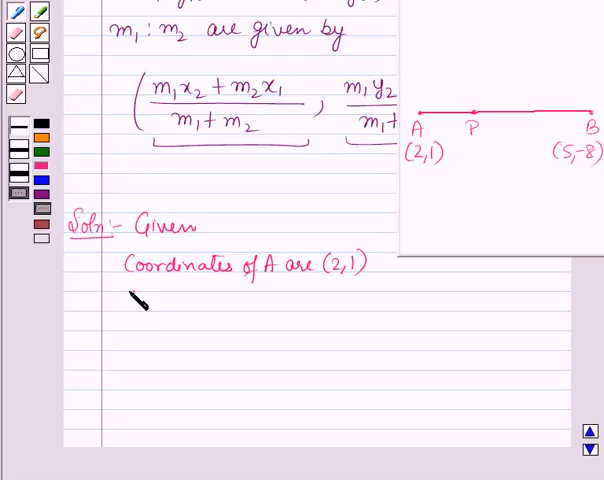 m₁ : m₂ are given by
( (m₁x₂ + m₂x₁) / (m₁ + m₂) , m₁y₂ / m₁+
A P B
(2,1) (5,-8)
Soln:- Given
Coordinates of A are (2,1)